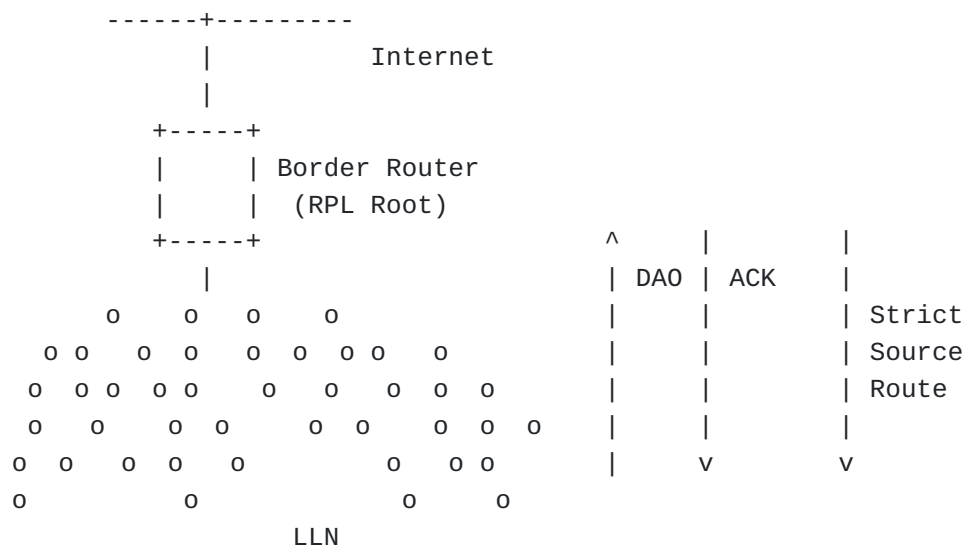 Internet
Border Router
(RPL Root)
DAO ACK
Strict
Source
Route
LLN